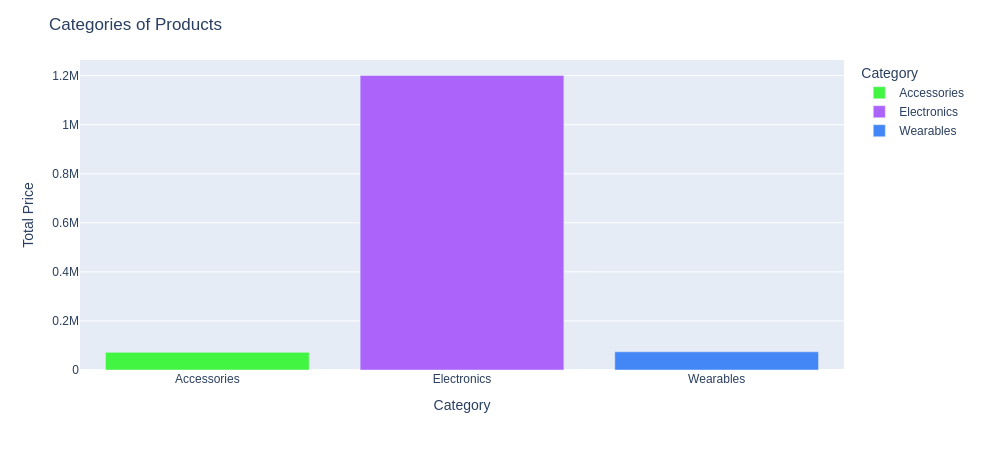 Categories of Products
1.2M
1M
0.8M
0.6M
0.4M
0.2M
0
Total Price
Accessories
Electronics
Wearables
Category
Category
Accessories
Electronics
Wearables